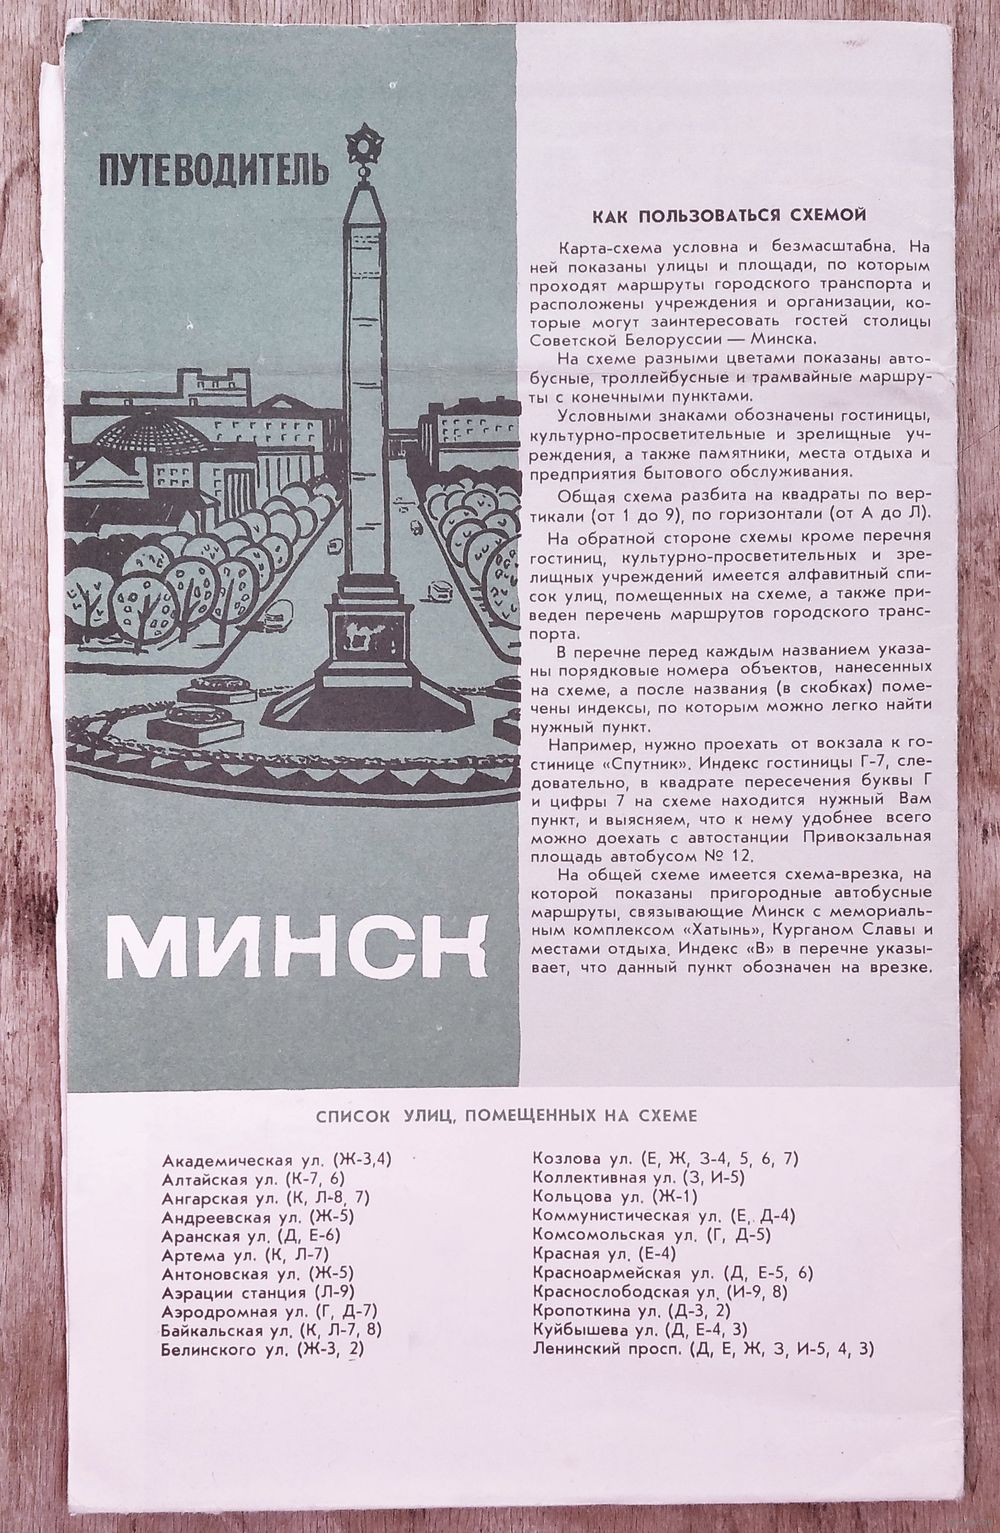 ПУТЕВОДИТЕЛЬ
МИНСК
КАК ПОЛЬЗОВАТЬСЯ СХЕМОЙ
Карта-схема условна и безмасштабна. На
ней показаны улицы и площади, по которым
проходят маршруты городского транспорта и
расположены учреждения и организации, ко-
торые могут заинтересовать гостей столицы
Советской Белоруссии — Минска.
На схеме разными цветами показаны авто-
бусные, троллейбусные и трамвайные маршру-
ты с конечными пунктами.
Условными знаками обозначены гостиницы,
культурно-просветительные и зрелищные уч-
реждения, а также памятники, места отдыха и
предприятия бытового обслуживания.
Общая схема разбита на квадраты по вер-
тикали (от 1 до 9), по горизонтали (от А до Л).
На обратной стороне схемы кроме перечня
гостиниц, культурно-просветительных и зре-
лищных учреждений имеется алфавитный спи-
сок улиц, помещенных на схеме, а также при-
веден перечень маршрутов городского транс-
порта.
В перечне перед каждым названием указа-
ны порядковые номера объектов, нанесенных
на схеме, а после названия (в скобках) поме-
чены индексы, по которым можно легко найти
нужный пункт.
Например, нужно проехать от вокзала к го-
стинице «Спутник». Индекс гостиницы Г-7, сле-
довательно, в квадрате пересечения буквы Г
и цифры 7 на схеме находится нужный Вам
пункт, и выясняем, что к нему удобнее всего
можно доехать с автостанции Привокзальная
площадь автобусом № 12.
На общей схеме имеется схема-врезка, на
которой показаны пригородные автобусные
маршруты, связывающие Минск с мемориаль-
ным комплексом «Хатынь», Курганом Славы и
местами отдыха. Индекс «В» в перечне указы-
вает, что данный пункт обозначен на врезке.
СПИСОК УЛИЦ, ПОМЕЩЕННЫХ НА СХЕМЕ
Академическая ул. (Ж-3,4)
Алтайская ул. (К-7, 6)
Ангарская ул. (К, Л-8, 7)
Андреевская ул. (Ж-5)
Аранская ул. (Д, Е-6)
Артема ул. (К, Л-7)
Антоновская ул. (Ж-5)
Аэрации станция (Л-9)
Аэродромная ул. (Г, Д-7)
Байкальская ул. (К, Л-7, 8)
Белинского ул. (Ж-3, 2)
Козлова ул. (Е, Ж, З-4, 5, 6, 7)
Коллективная ул. (З, И-5)
Кольцова ул. (Ж-1)
Коммунистическая ул. (Е, Д-4)
Комсомольская ул. (Г, Д-5)
Красная ул. (Е-4)
Красноармейская ул. (Д, Е-5, 6)
Краснослободская ул. (И-9, 8)
Кропоткина ул. (Д-3, 2)
Куйбышева ул. (Д, Е-4, 3)
Ленинский просп. (Д, Е, Ж, З, И-5, 4, 3)